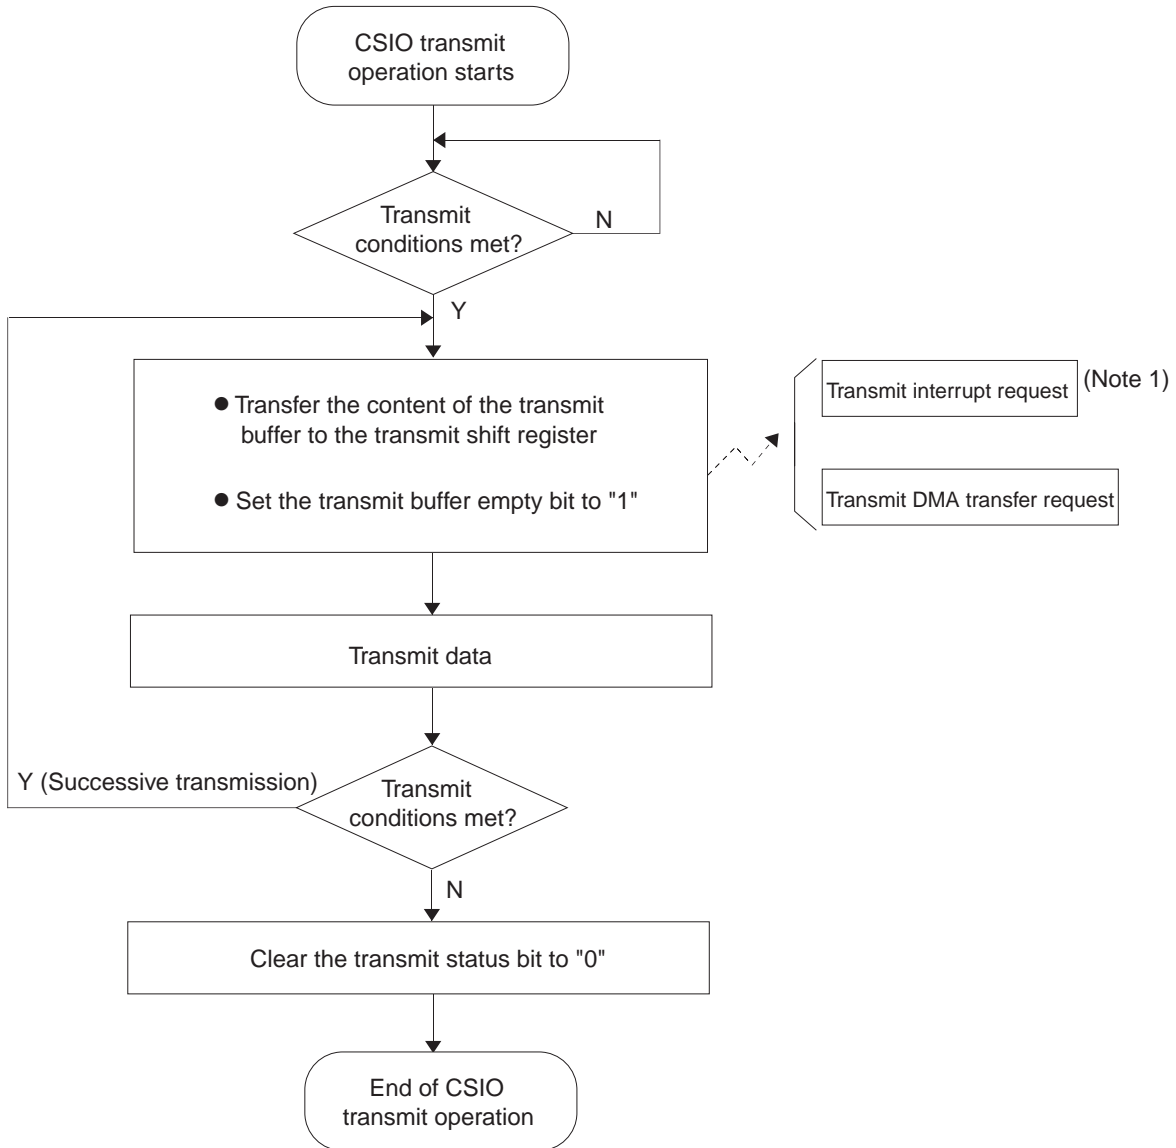 CSIO transmit
operation starts
Transmit
conditions met?
N
Y
● Transfer the content of the transmit
buffer to the transmit shift register
● Set the transmit buffer empty bit to "1"
Transmit interrupt request
(Note 1)
Transmit DMA transfer request
Transmit data
Y (Successive transmission)
Transmit
conditions met?
N
Clear the transmit status bit to "0"
End of CSIO
transmit operation